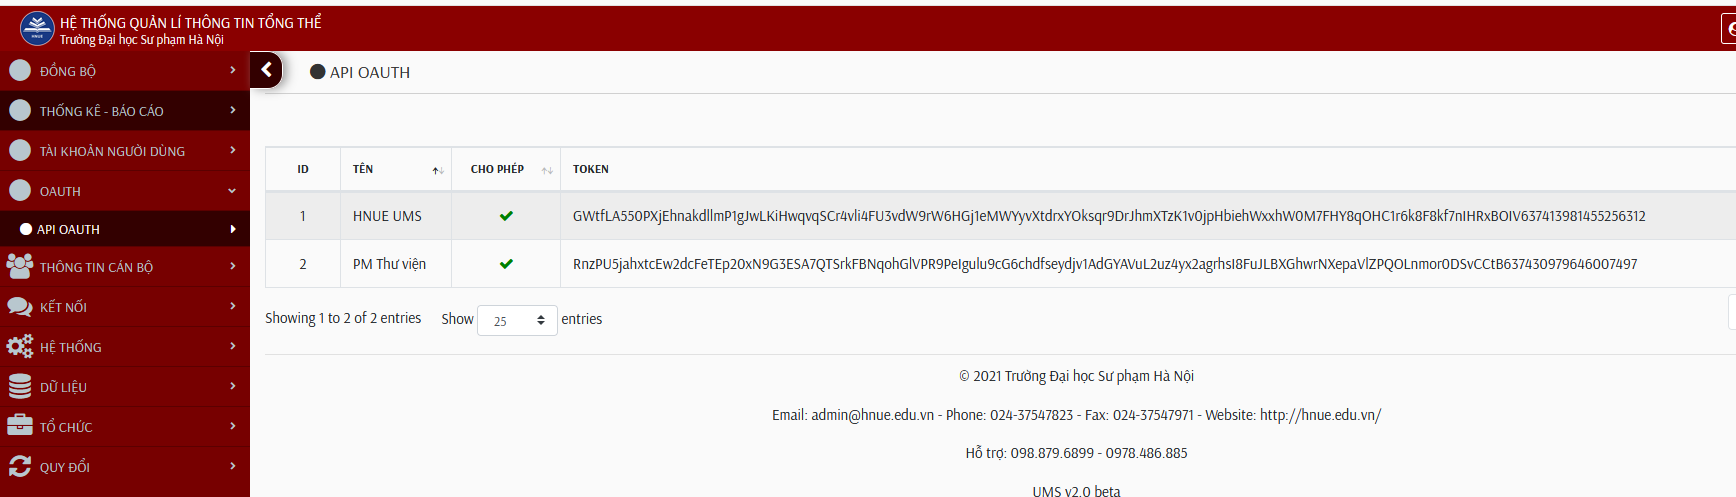 HỆ THỐNG QUẢN LÍ THÔNG TIN TỔNG THỂ
Trường Đại học Sư phạm Hà Nội
ĐỒNG BỘ
THỐNG KÊ - BÁO CÁO
TÀI KHOẢN NGƯỜI DÙNG
OAUTH
API OAUTH
THÔNG TIN CÁN BỘ
KẾT NỐI
HỆ THỐNG
DỮ LIỆU
TỔ CHỨC
QUY ĐỔI
API OAUTH
ID TÊN CHO PHÉP TOKEN
1 HNUE UMS GWtfLA550PXjEhnakdllmP1gJwLKiHwqvqSCr4vli4FU3vdW9rW6HGj1eMWYyvXtdrxYOksqr9DrJhmXTzK1v0jpHbiehWxxhW0M7FHY8qOHC1r6k8F8kf7nIHRxBOIV637413981455256312
2 PM Thư viện RnzPU5jahxtcEw2dcFeTEp20xN9G3ESA7QTSrkFBNqohGlVPR9PeIgulu9cG6chdfseydjv1AdGYAVuL2uz4yx2agrhsI8FuJLBXGhwrNXepaVlZPQOLnmor0DSvCCtB637430979646007497
Showing 1 to 2 of 2 entries Show 25 entries
© 2021 Trường Đại học Sư phạm Hà Nội
Email: admin@hnue.edu.vn - Phone: 024-37547823 - Fax: 024-37547971 - Website: http://hnue.edu.vn/
Hỗ trợ: 098.879.6899 - 0978.486.885
UMS v2.0 beta